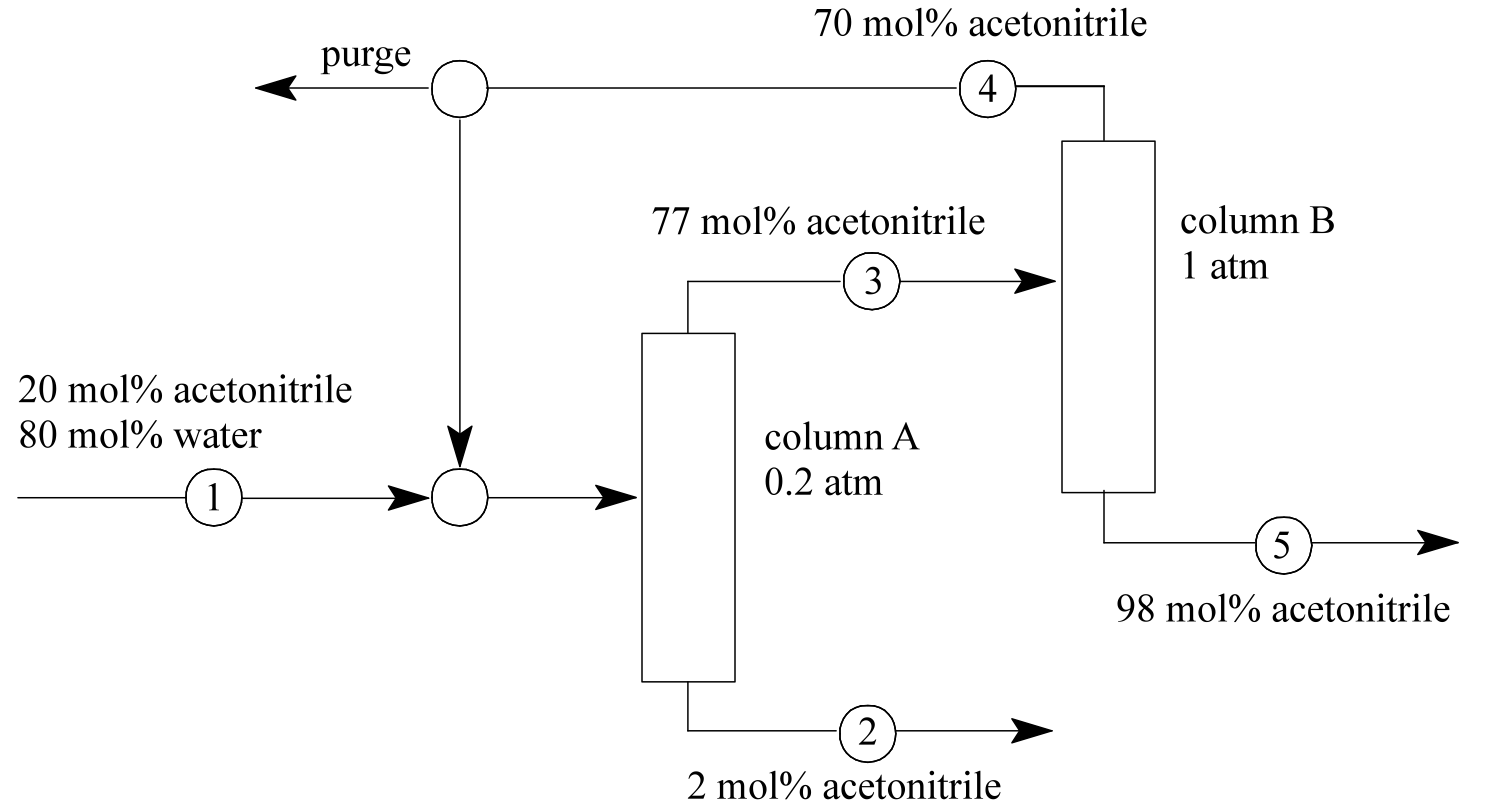 70 mol% acetonitrile
purge
4
77 mol% acetonitrile
column B
1 atm
3
20 mol% acetonitrile
80 mol% water
column A
0.2 atm
1
5
98 mol% acetonitrile
2
2 mol% acetonitrile